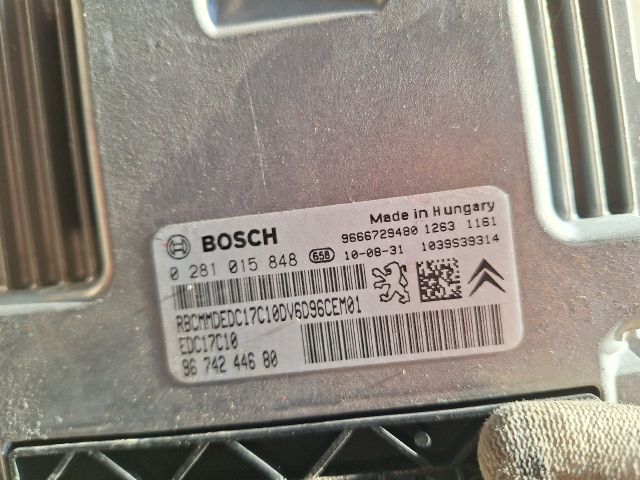 Made in Hungary
BOSCH 9666729480 1263 1161
0 281 015 848 658 10-08-31 1039S39314
RBCMMDEDC17C10DV6D96CEM01
EDC17C10
96 742 446 80